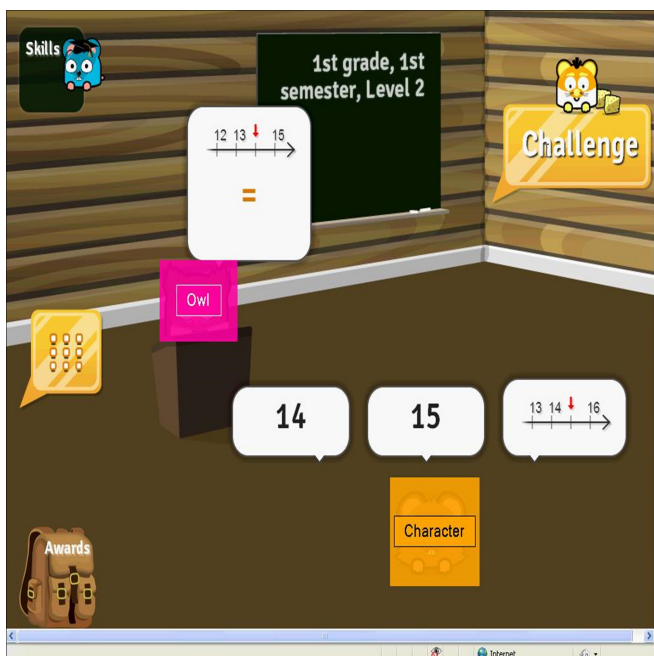 Skills
1st grade, 1st
semester, Level 2
Challenge
12 13 15
=
Owl
14
15
13 14 16
Character
Awards
Internet